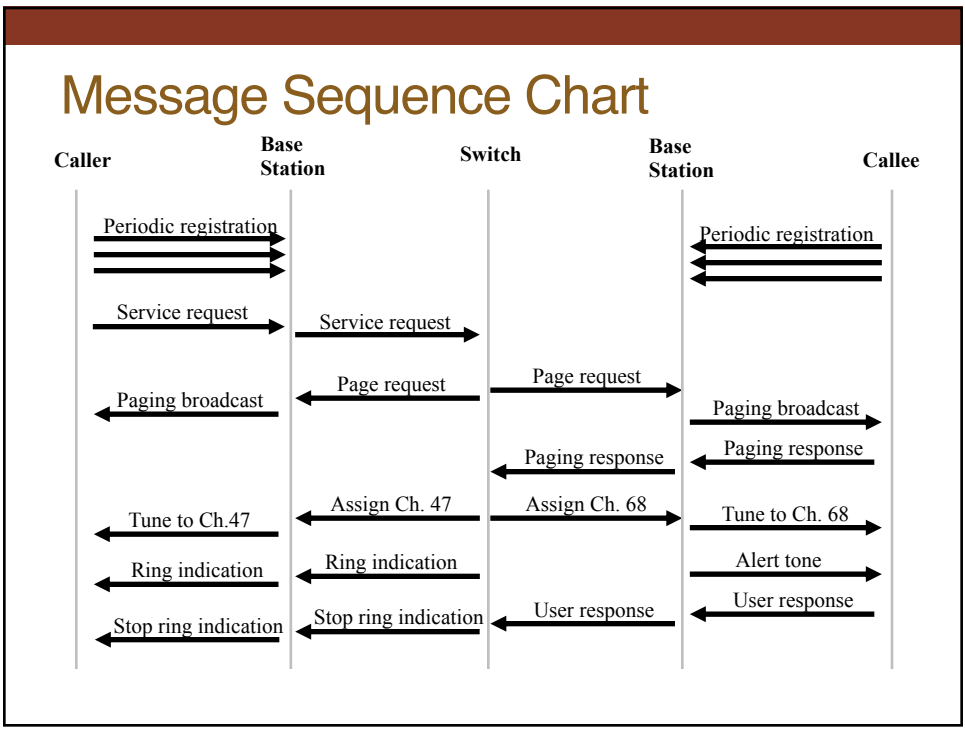 Message Sequence Chart
Caller
Base
Station
Switch
Base
Station
Callee
Periodic registration
Periodic registration
Service request
Service request
Page request
Page request
Paging broadcast
Paging broadcast
Paging response
Paging response
Assign Ch. 47
Assign Ch. 68
Tune to Ch.47
Tune to Ch. 68
Ring indication
Ring indication
Alert tone
User response
User response
Stop ring indication
Stop ring indication